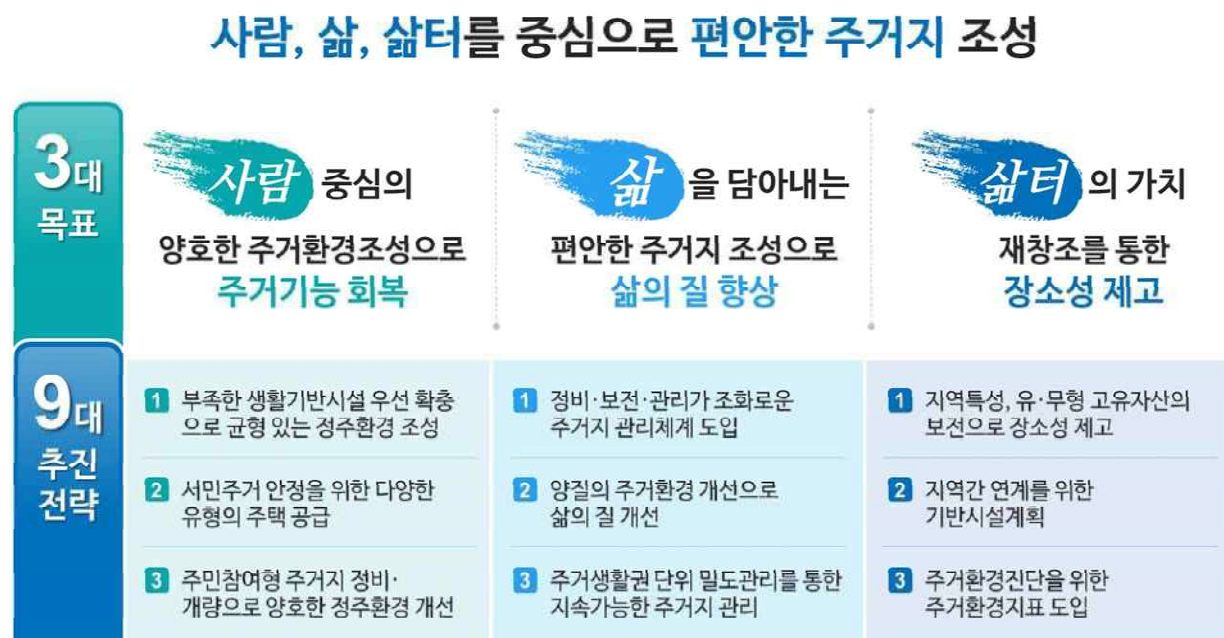 사람, 삶, 삶터를 중심으로 편안한 주거지 조성
3대
목표
사람 중심의
양호한 주거환경조성으로
주거기능 회복
삶을 담아내는
편안한 주거지 조성으로
삶의 질 향상
삶터의 가치
재창조를 통한
장소성 제고
9대
추진
전략
1 부족한 생활기반시설 우선 확충
으로 균형 있는 정주환경 조성
2 서민주거 안정을 위한 다양한
유형의 주택 공급
3 주민참여형 주거지 정비·
개량으로 양호한 정주환경 개선
1 정비·보전·관리가 조화로운
주거지 관리체계 도입
2 양질의 주거환경 개선으로
삶의 질 개선
3 주거생활권 단위 밀도관리를 통한
지속가능한 주거지 관리
1 지역특성, 유·무형 고유자산의
보전으로 장소성 제고
2 지역간 연계를 위한
기반시설계획
3 주거환경진단을 위한
주거환경지표 도입